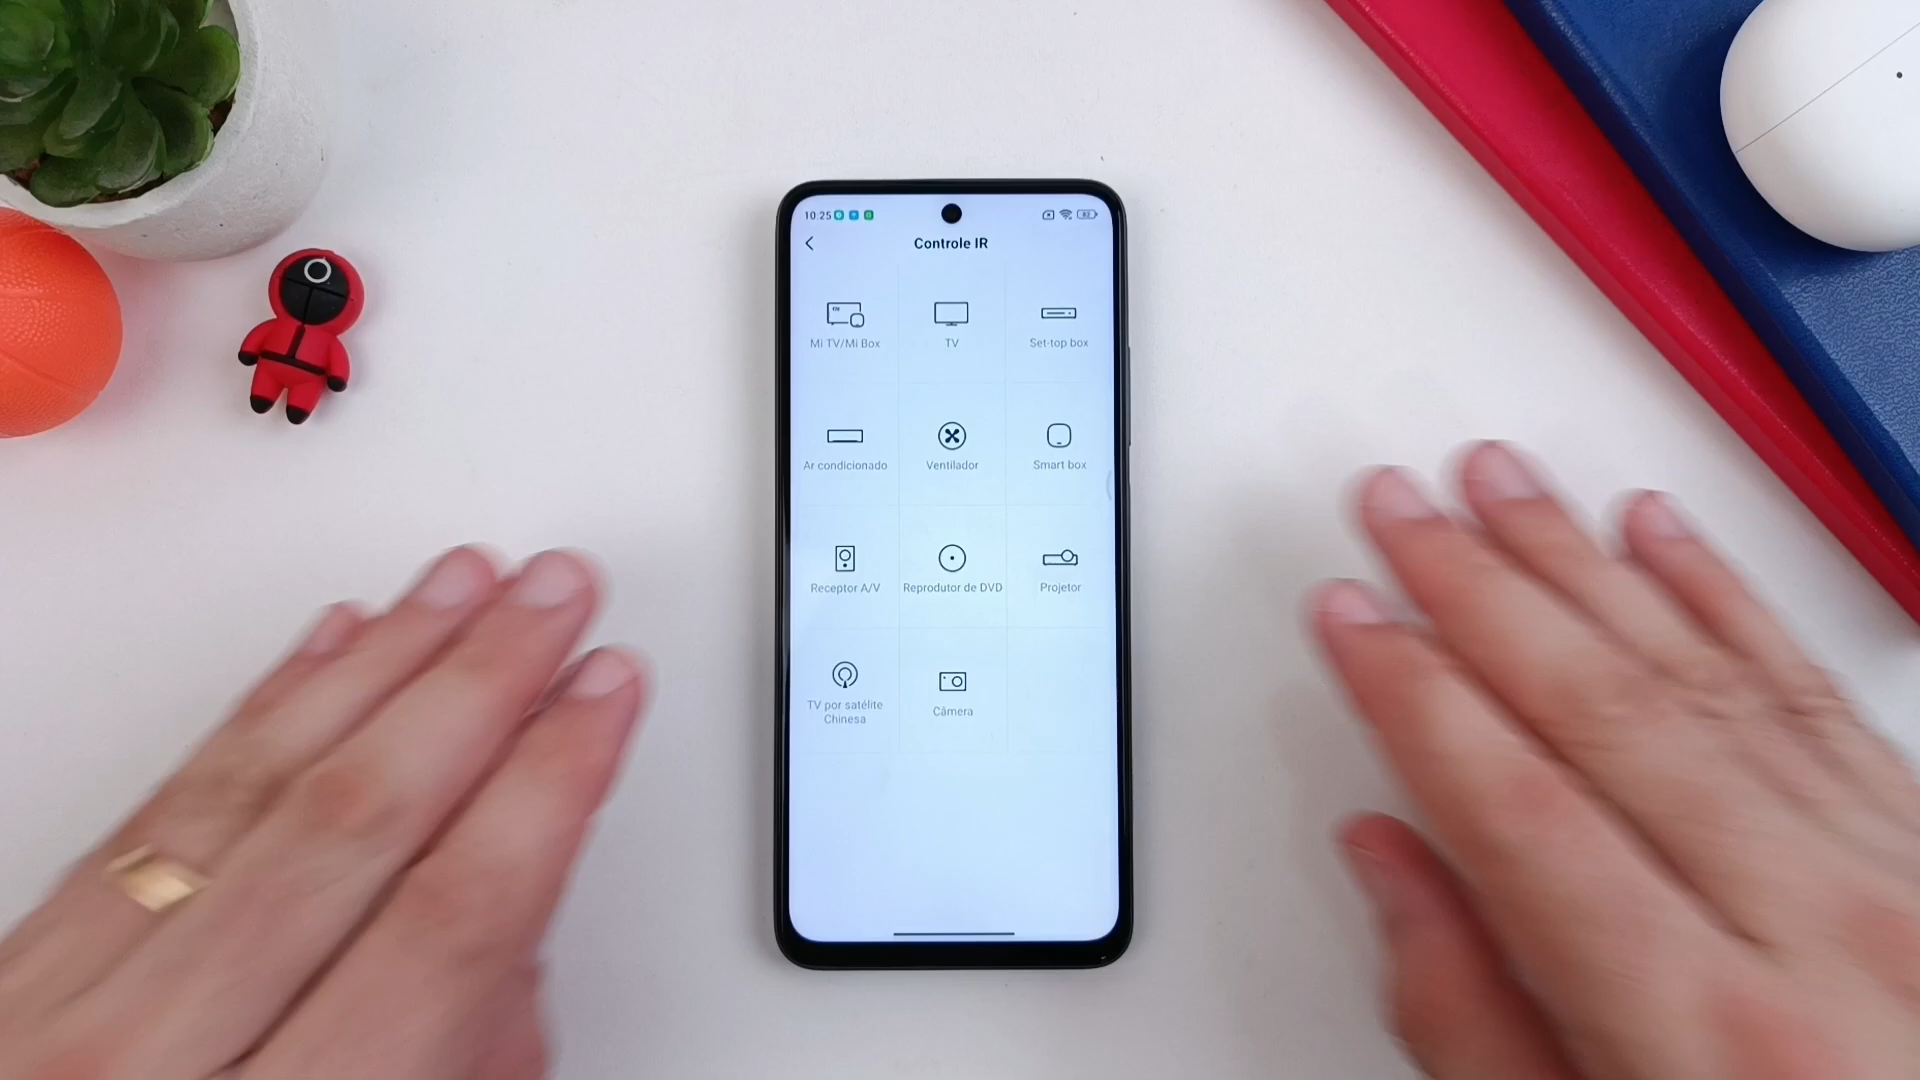 10:25
82
Controle IR
Mi TV/Mi Box
TV
Set-top box
Ar condicionado
Ventilador
Smart box
Receptor A/V
Reprodutor de DVD
Projetor
TV por satélite
Chinesa
Câmera